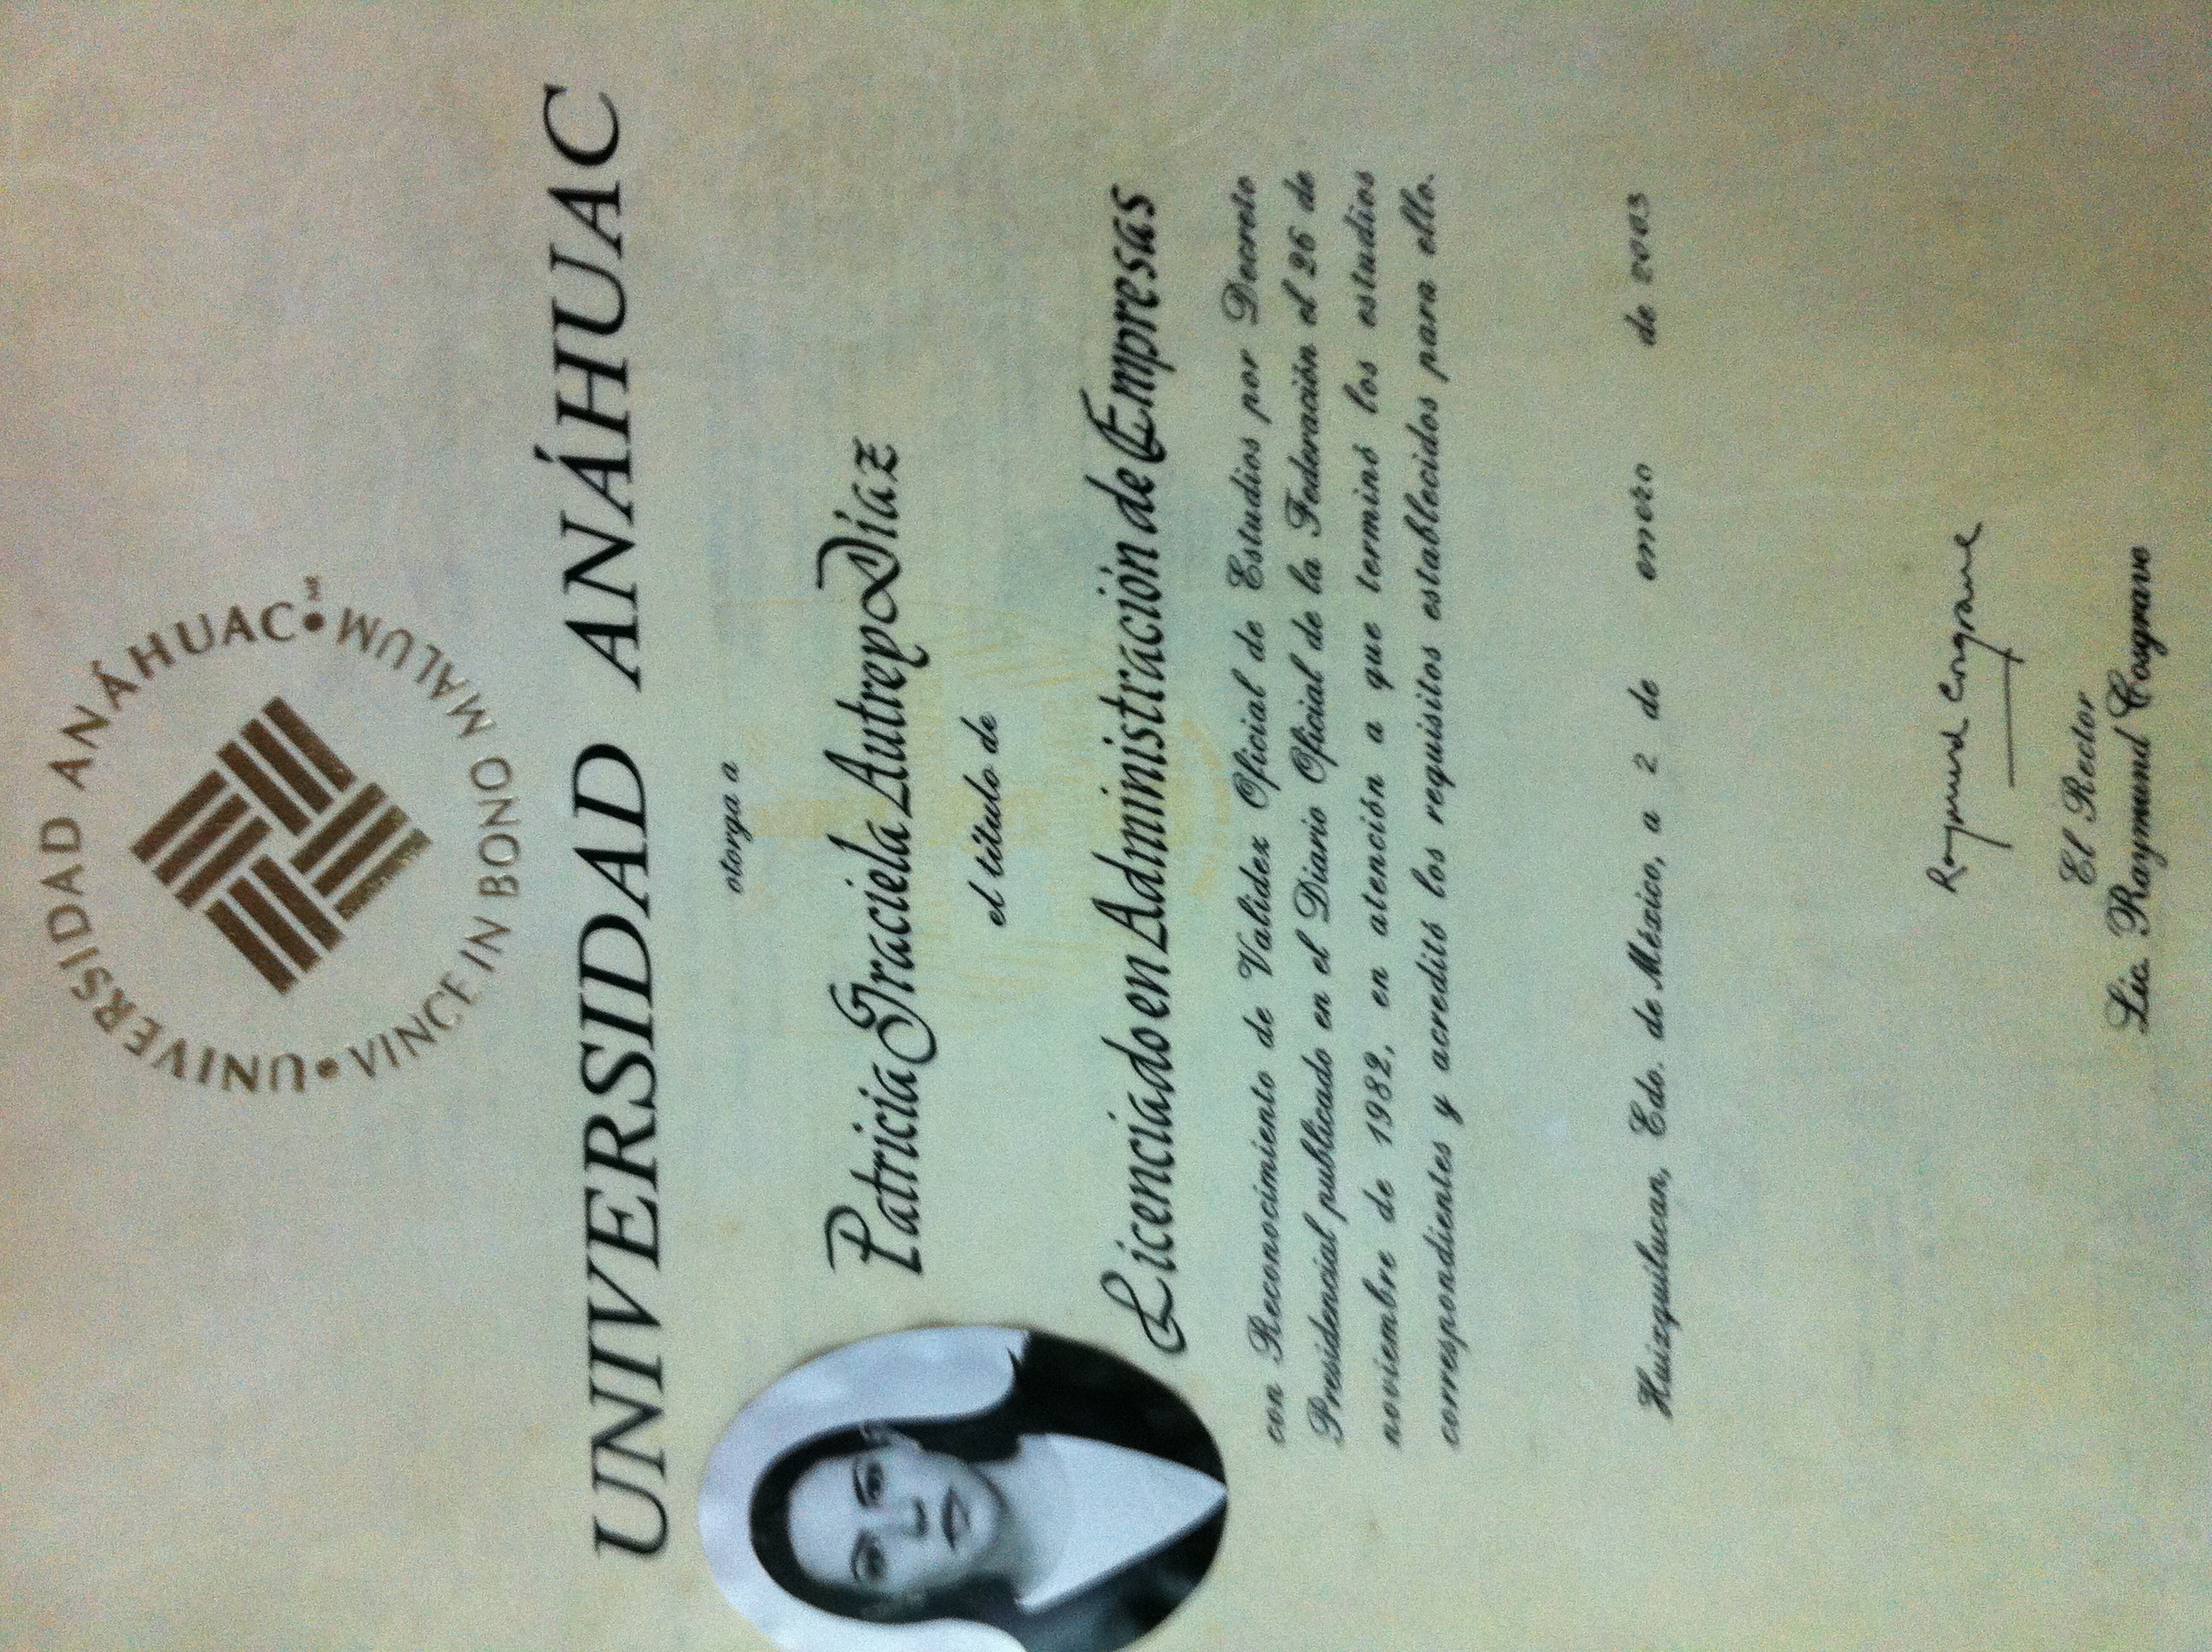 UNIVERSIDAD ANÁHUAC
MR
VINCE IN BONO MALUM
UNIVERSIDAD ANÁHUAC
otorga a
Patricia Graciela Autrey Díaz
el título de
Licenciado en Administración de Empresas
con Reconocimiento de Validez Oficial de Estudios por Decreto
Presidencial publicado en el Diario Oficial de la Federación el 26 de
noviembre de 1982, en atención a que terminó los estudios
correspondientes y acreditó los requisitos establecidos para ello.
Huixquilucan, Edo. de México, a 2 de enero de 2003
Raymund Cosgrave
El Rector
Lic. Raymund Cosgrave